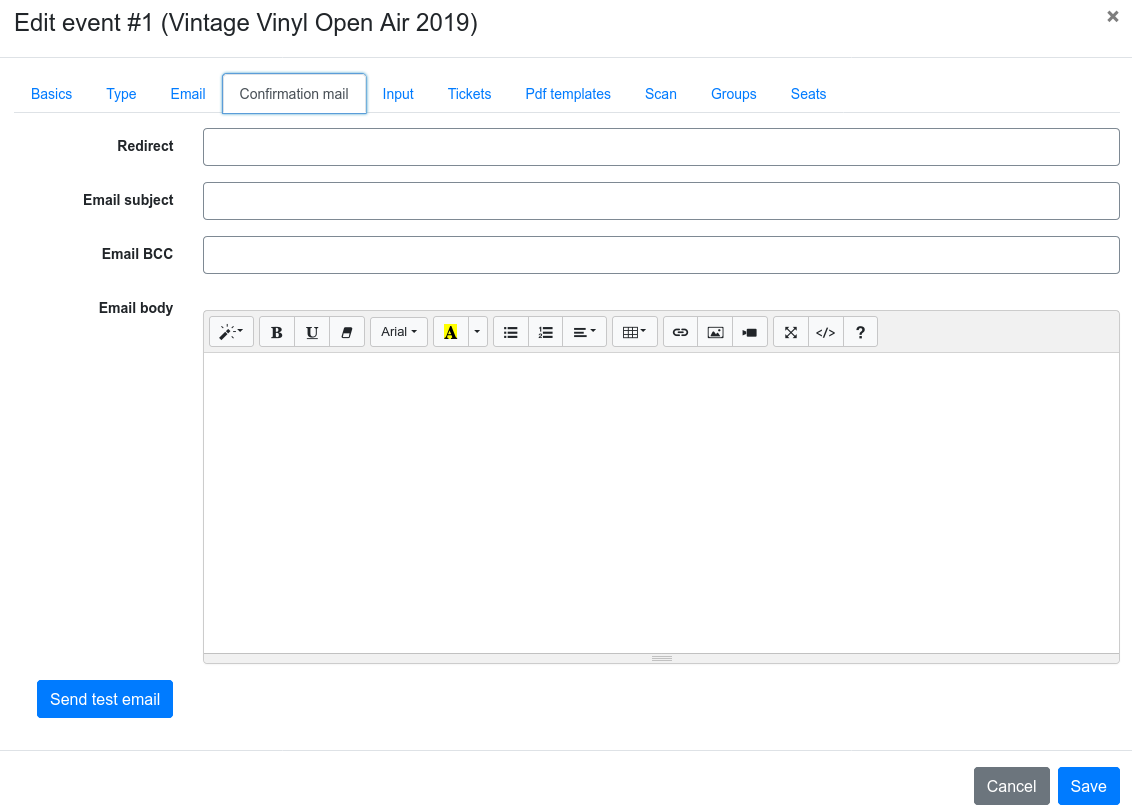 Edit event #1 (Vintage Vinyl Open Air 2019)
×
Basics Type Email Confirmation mail Input Tickets Pdf templates Scan Groups Seats
Redirect
Email subject
Email BCC
Email body
B U Arial A </> ?
Send test email
Cancel Save